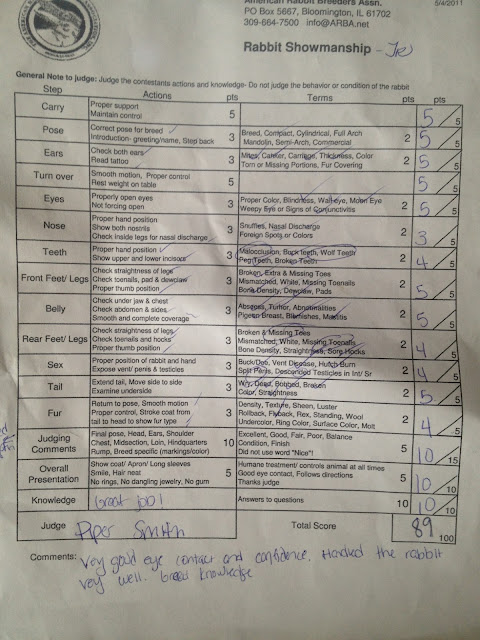 American Rabbit Breeders Assn.
PO Box 5667, Bloomington, IL 61702
309-664-7500 info@ARBA.net
5/4/2011
Rabbit Showmanship - Jr
General Note to judge: Judge the contestants actions and knowledge- Do not judge the behavior or condition of the rabbit
Step Actions pts Terms pts pts
Carry Proper support
Maintain control 5 5/5
Pose Correct pose for breed
Introduction- greeting/name, Step back 3 Breed, Compact, Cylindrical, Full Arch
Mandolin, Semi-Arch, Commercial 2 5/5
Ears Check both ears
Read tattoo 3 Mites, Canker, Carriage, Thickness, Color
Torn or Missing Portions, Fur Covering 2 5/5
Turn over Smooth motion, Proper control
Rest weight on table 5 5/5
Eyes Properly open eyes
Not forcing open 3 Proper Color, Blindness, Wall-eye, Moon Eye
Weepy Eye or Signs of Conjunctivitis 2 5/5
Nose Proper hand position
Show both nostrils
Check inside legs for nasal discharge 3 Snuffles, Nasal Discharge
Foreign Spots or Colors 2 3/5
Teeth Proper hand position
Show upper and lower incisors 3 Malocclusion, Buck Teeth, Wolf Teeth
Peg Teeth, Broken Teeth 2 4/5
Front Feet/ Legs Check straightness of legs
Check toenails, pad & dewclaw
Proper thumb position 3 Broken, Extra & Missing Toes
Mismatched, White, Missing Toenails
Bone Density, Dewclaw, Pads 2 5/5
Belly Check under jaw & chest
Check abdomen & sides
Smooth and complete coverage 3 Abscess, Tumor, Abnormalities
Pigeon Breast, Blemishes, Mastitis 2 5/5
Rear Feet/ Legs Check straightness of legs
Check toenails and hocks
Proper thumb position 3 Broken & Missing Toes
Mismatched, White, Missing Toenails
Bone Density, Straightness, Sore Hocks 2 4/5
Sex Proper position of rabbit and hand
Expose vent/ penis & testicles 3 Buck/Doe, Vent Disease, Hutch Burn
Split Penis, Descended Testicles in Int/ Sr 2 4/5
Tail Extend tail, Move side to side
Examine underside 3 Wry, Dead, Bobbed, Broken
Color, Straightness 2 5/5
Fur Return to pose, Smooth motion
Proper control, Stroke coat from
tail to head to show fur type 3 Density, Texture, Sheen, Luster
Rollback, Flyback, Rex, Standing, Wool
Undercolor, Ring Color, Surface Color, Molt 2 4/5
Judging Comments Final pose, Head, Ears, Shoulder
Chest, Midsection, Loin, Hindquarters
Rump, Breed specific (markings/color) 10 Excellent, Good, Fair, Poor, Balance
Condition, Finish
Did not use word "Nice"! 5 10/15
Overall Presentation Show coat/ Apron/ Long sleeves
Smile, Hair neat
No rings, No dangling jewelry, No gum 5 Humane treatment/ controls animal at all times
Good eye contact, Follows directions
Thanks judge 5 10/10
Knowledge Great job! Answers to questions 10 10/10
Judge Piper Smith Total Score 89/100
Comments: Very good eye contact and confidence. Handled the rabbit
very well. Breed knowledge